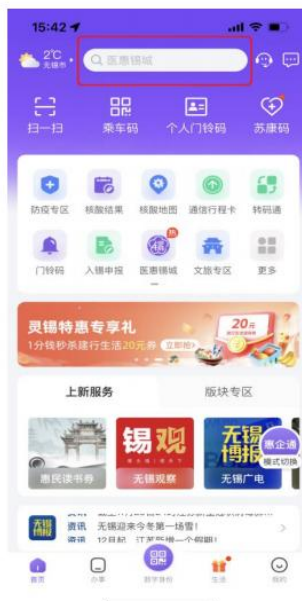 15:42
2℃
无锡市
医惠锡城
扫一扫
乘车码
个人门铃码
苏康码
防疫专区
核酸结果
核酸地图
通信行程卡
转码通
门铃码
入锡申报
医惠锡城
文旅专区
更多
灵锡特惠专享礼
1分钱秒杀建行生活20元券 立即抢>
20元
上新服务
版块专区
惠民读书券
锡观
无锡观察
无锡博报
无锡广电
惠企通
模式切换
资讯 无锡迎来今冬第一场雪!
首页
办事
数字身份
生活
我的